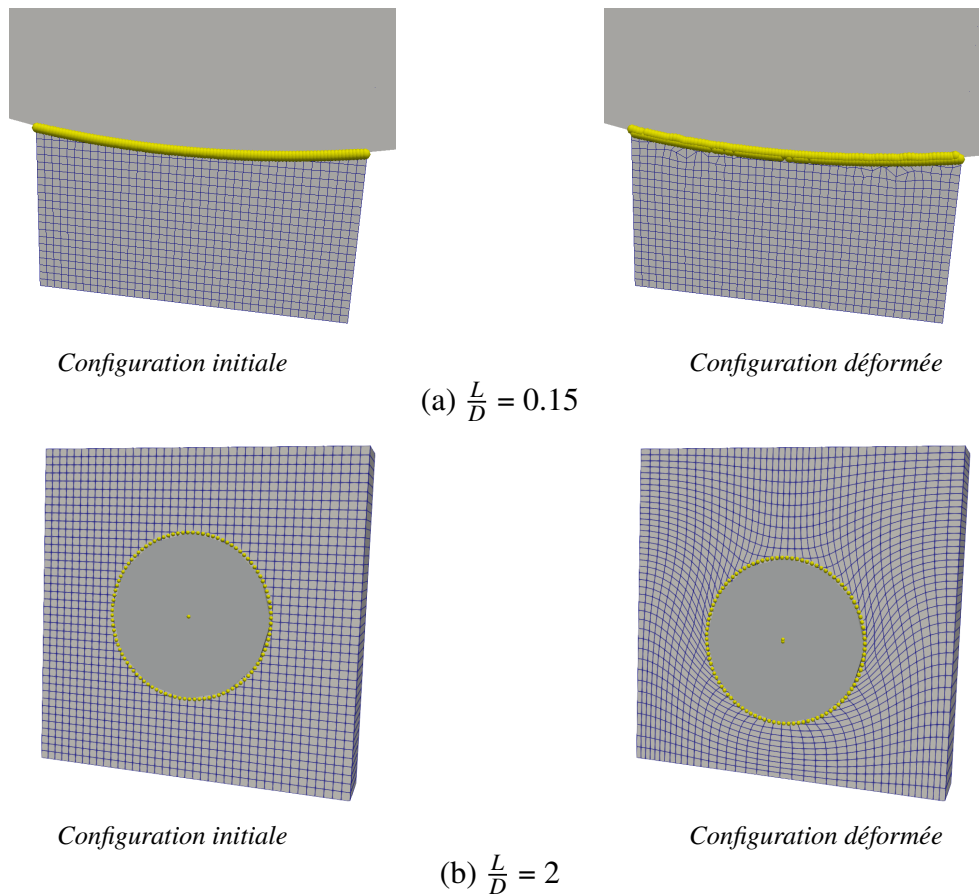 Configuration initiale
Configuration déformée
(a) L/D = 0.15
Configuration initiale
Configuration déformée
(b) L/D = 2